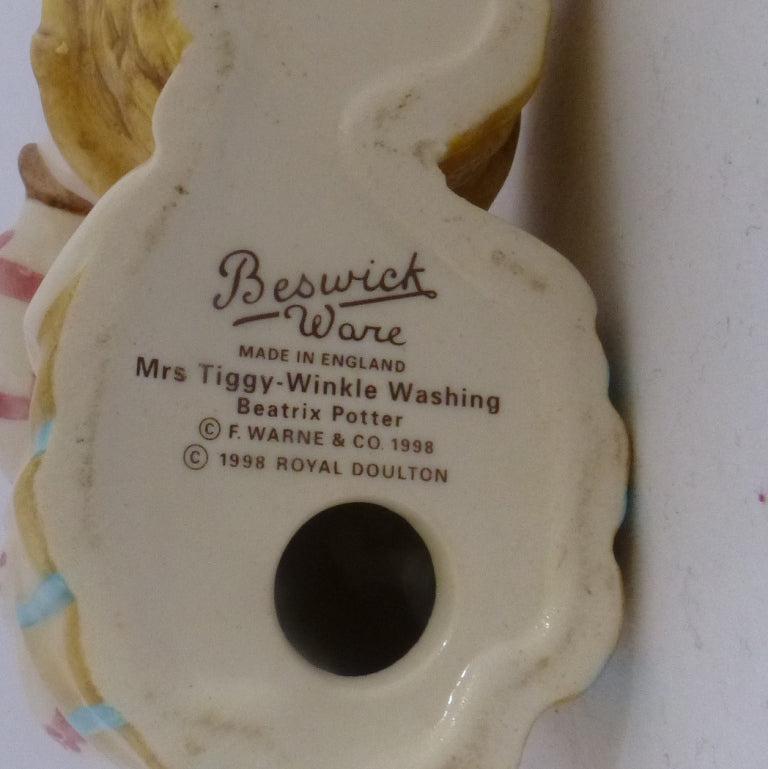 Beswick
Ware
MADE IN ENGLAND
Mrs Tiggy-Winkle Washing
Beatrix Potter
© F. WARNE & CO. 1998
© 1998 ROYAL DOULTON